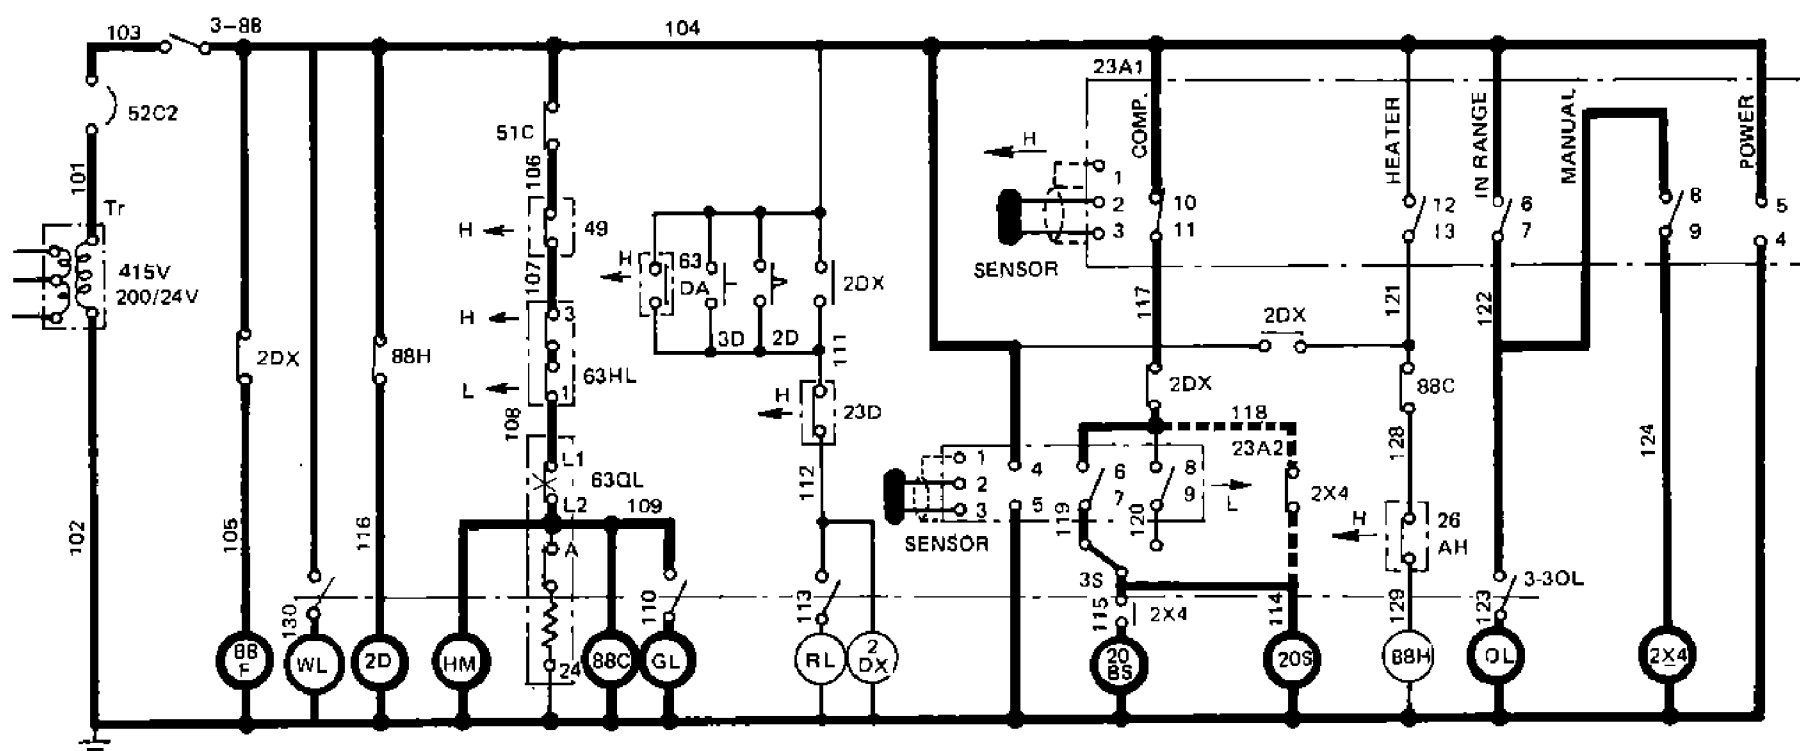 103
3-88
104
52C2
101
Tr
415V
200/24V
102
2DX
105
88
F
130
WL
88H
116
2D
51C
106
H
49
107
H
3
63HL
L
1
108
L1
63QL
L2
109
A
24
HM
88C
110
GL
H
63
DA
3D
2D
2DX
111
H
23D
112
113
RL
2
DX
23A1
COMP.
HEATER
IN RANGE
MANUAL
POWER
H
1
2
3
SENSOR
10
11
12
13
6
7
8
9
5
4
117
121
122
2DX
2DX
88C
118
23A2
1
2
3
SENSOR
4
5
6
7
8
9
L
2X4
119
120
128
124
H
26
AH
3S
115
2X4
114
129
123
3-3OL
20
BS
20S
88H
OL
2X4